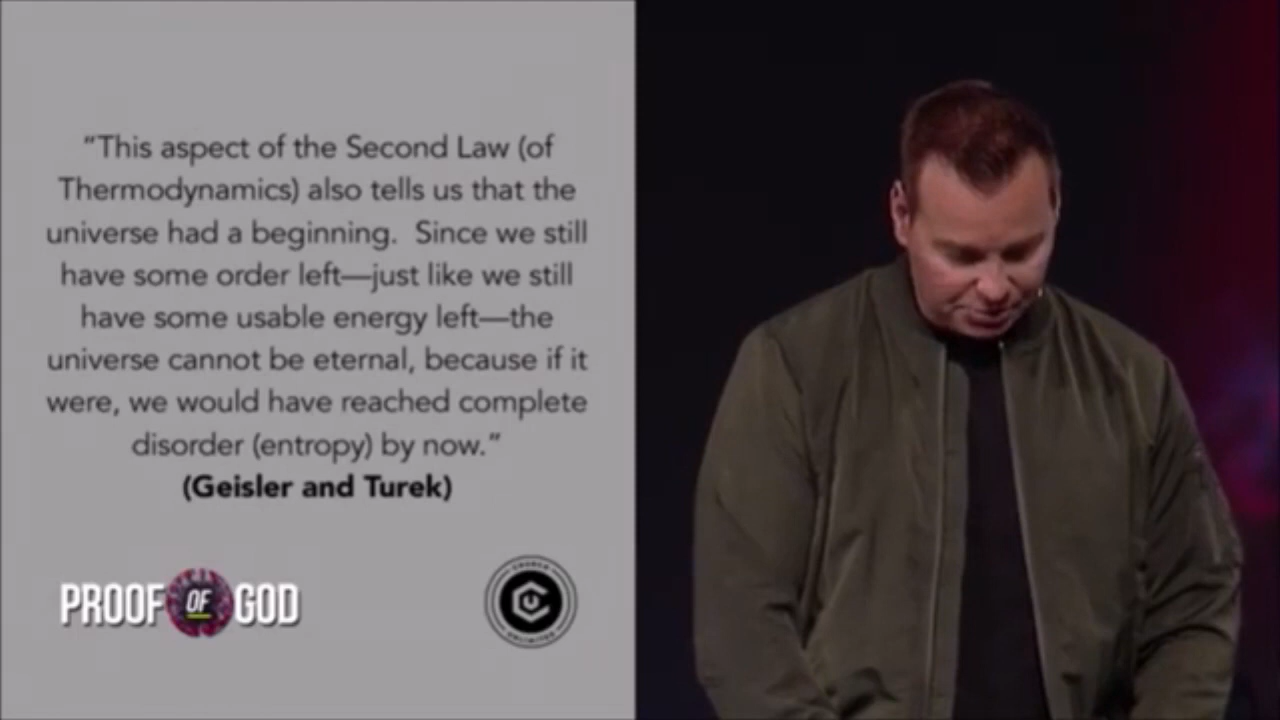 “This aspect of the Second Law (of
Thermodynamics) also tells us that the
universe had a beginning.  Since we still
have some order left—just like we still
have some usable energy left—the
universe cannot be eternal, because if it
were, we would have reached complete
disorder (entropy) by now.”
(Geisler and Turek)
PROOF OF GOD
CHURCH
UNLIMITED